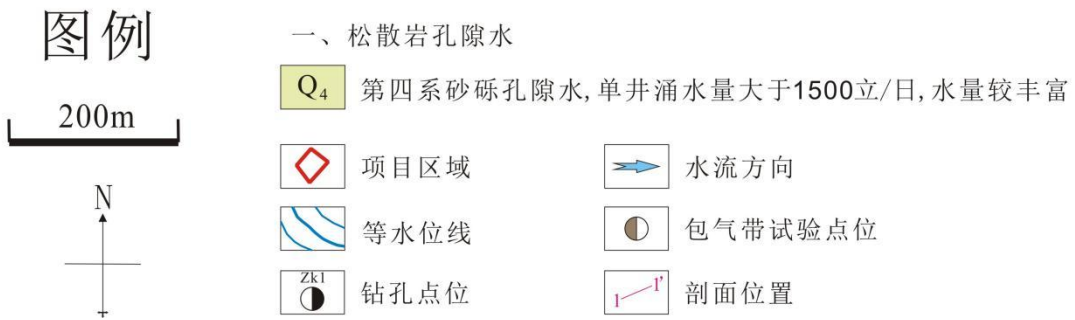 图例
200m
N
一、松散岩孔隙水
Q₄ 第四系砂砾孔隙水,单井涌水量大于1500立/日,水量较丰富
项目区域
水流方向
等水位线
包气带试验点位
Zk1
钻孔点位
1 1'
剖面位置